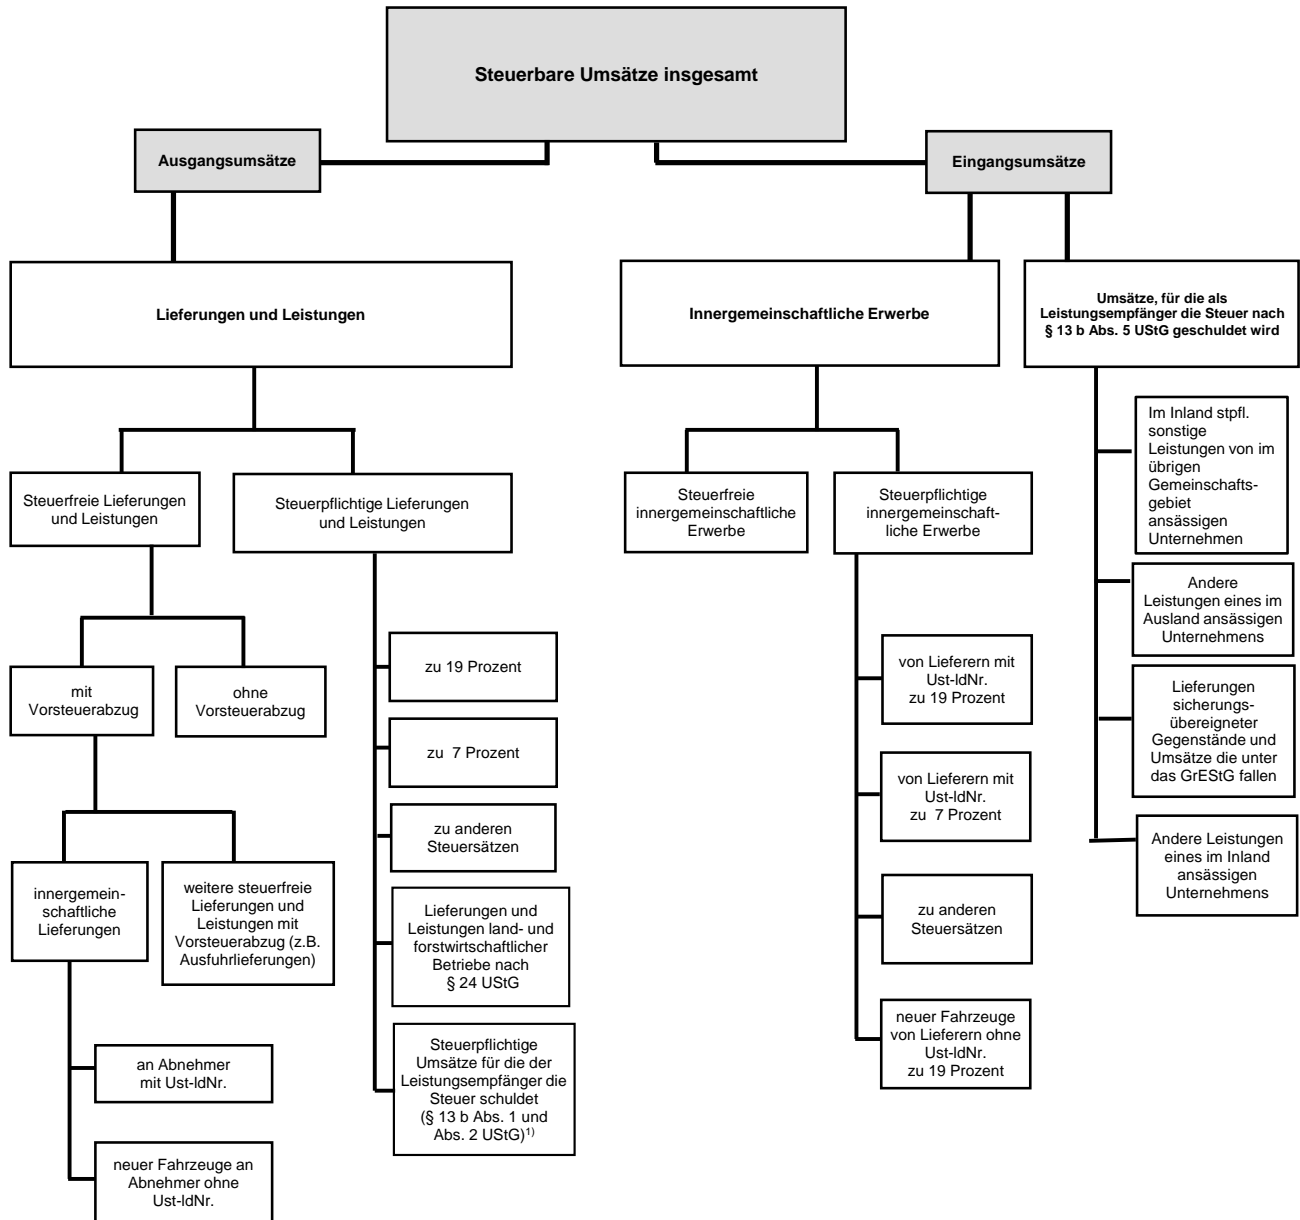 Steuerbare Umsätze insgesamt
Ausgangsumsätze
Eingangsumsätze
Lieferungen und Leistungen
Innergemeinschaftliche Erwerbe
Umsätze, für die als
Leistungsempfänger die Steuer nach
§ 13 b Abs. 5 UStG geschuldet wird
Steuerfreie Lieferungen
und Leistungen
Steuerpflichtige Lieferungen
und Leistungen
Steuerfreie
innergemeinschaftliche
Erwerbe
Steuerpflichtige
innergemeinschaft-
liche Erwerbe
Im Inland stpfl.
sonstige
Leistungen von im
übrigen
Gemeinschafts-
gebiet
ansässigen
Unternehmen
Andere
Leistungen eines im
Ausland ansässigen
Unternehmens
Lieferungen
sicherungs-
übereigneter
Gegenstände und
Umsätze die unter
das GrEStG fallen
Andere Leistungen
eines im Inland
ansässigen
Unternehmens
mit
Vorsteuerabzug
ohne
Vorsteuerabzug
zu 19 Prozent
zu  7 Prozent
zu anderen
Steuersätzen
Lieferungen und
Leistungen land- und
forstwirtschaftlicher
Betriebe nach
§ 24 UStG
Steuerpflichtige
Umsätze für die der
Leistungsempfänger die
Steuer schuldet
(§ 13 b Abs. 1 und
Abs. 2 UStG)¹⁾
von Lieferern mit
Ust-IdNr.
zu 19 Prozent
von Lieferern mit
Ust-IdNr.
zu  7 Prozent
zu anderen
Steuersätzen
neuer Fahrzeuge
von Lieferern ohne
Ust-IdNr.
zu 19 Prozent
innergemein-
schaftliche
Lieferungen
weitere steuerfreie
Lieferungen und
Leistungen mit
Vorsteuerabzug (z.B.
Ausfuhrlieferungen)
an Abnehmer
mit Ust-IdNr.
neuer Fahrzeuge an
Abnehmer ohne
Ust-IdNr.